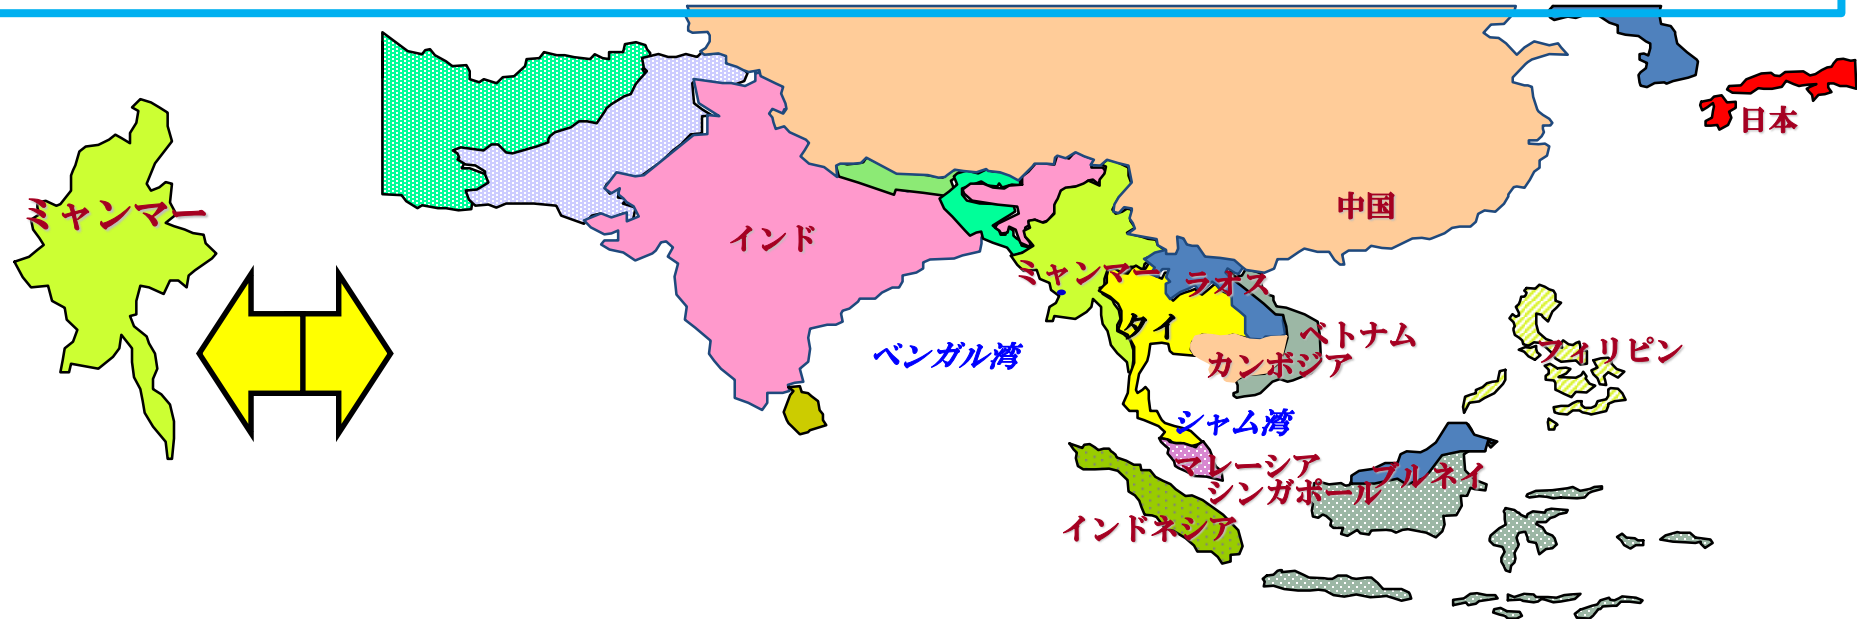 日本
ミャンマー
中国
インド
ミャンマー
ラオス
タイ
ベトナム
ベンガル湾
カンボジア
フィリピン
シャム湾
マレーシア
ブルネイ
シンガポール
インドネシア